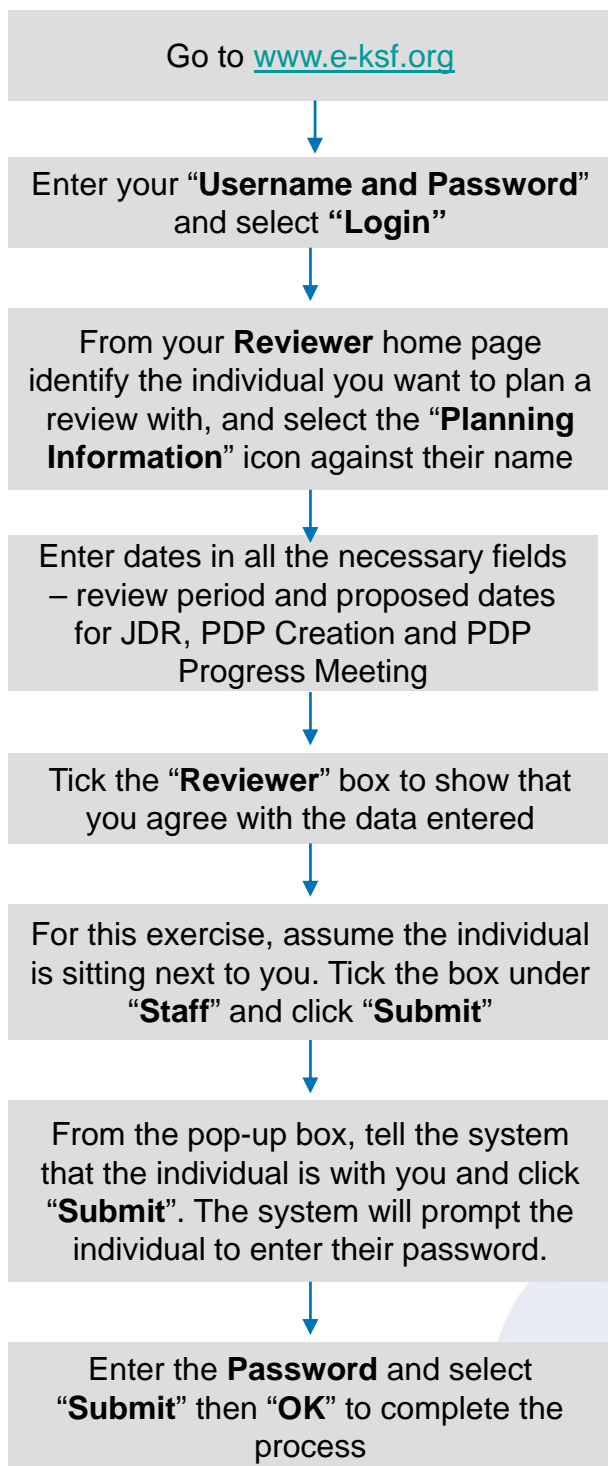 Go to www.e-ksf.org
Enter your “Username and Password”
and select “Login”
From your Reviewer home page
identify the individual you want to plan a
review with, and select the “Planning
Information” icon against their name
Enter dates in all the necessary fields
– review period and proposed dates
for JDR, PDP Creation and PDP
Progress Meeting
Tick the “Reviewer” box to show that
you agree with the data entered
For this exercise, assume the individual
is sitting next to you. Tick the box under
“Staff” and click “Submit”
From the pop-up box, tell the system
that the individual is with you and click
“Submit”. The system will prompt the
individual to enter their password.
Enter the Password and select
“Submit” then “OK” to complete the
process